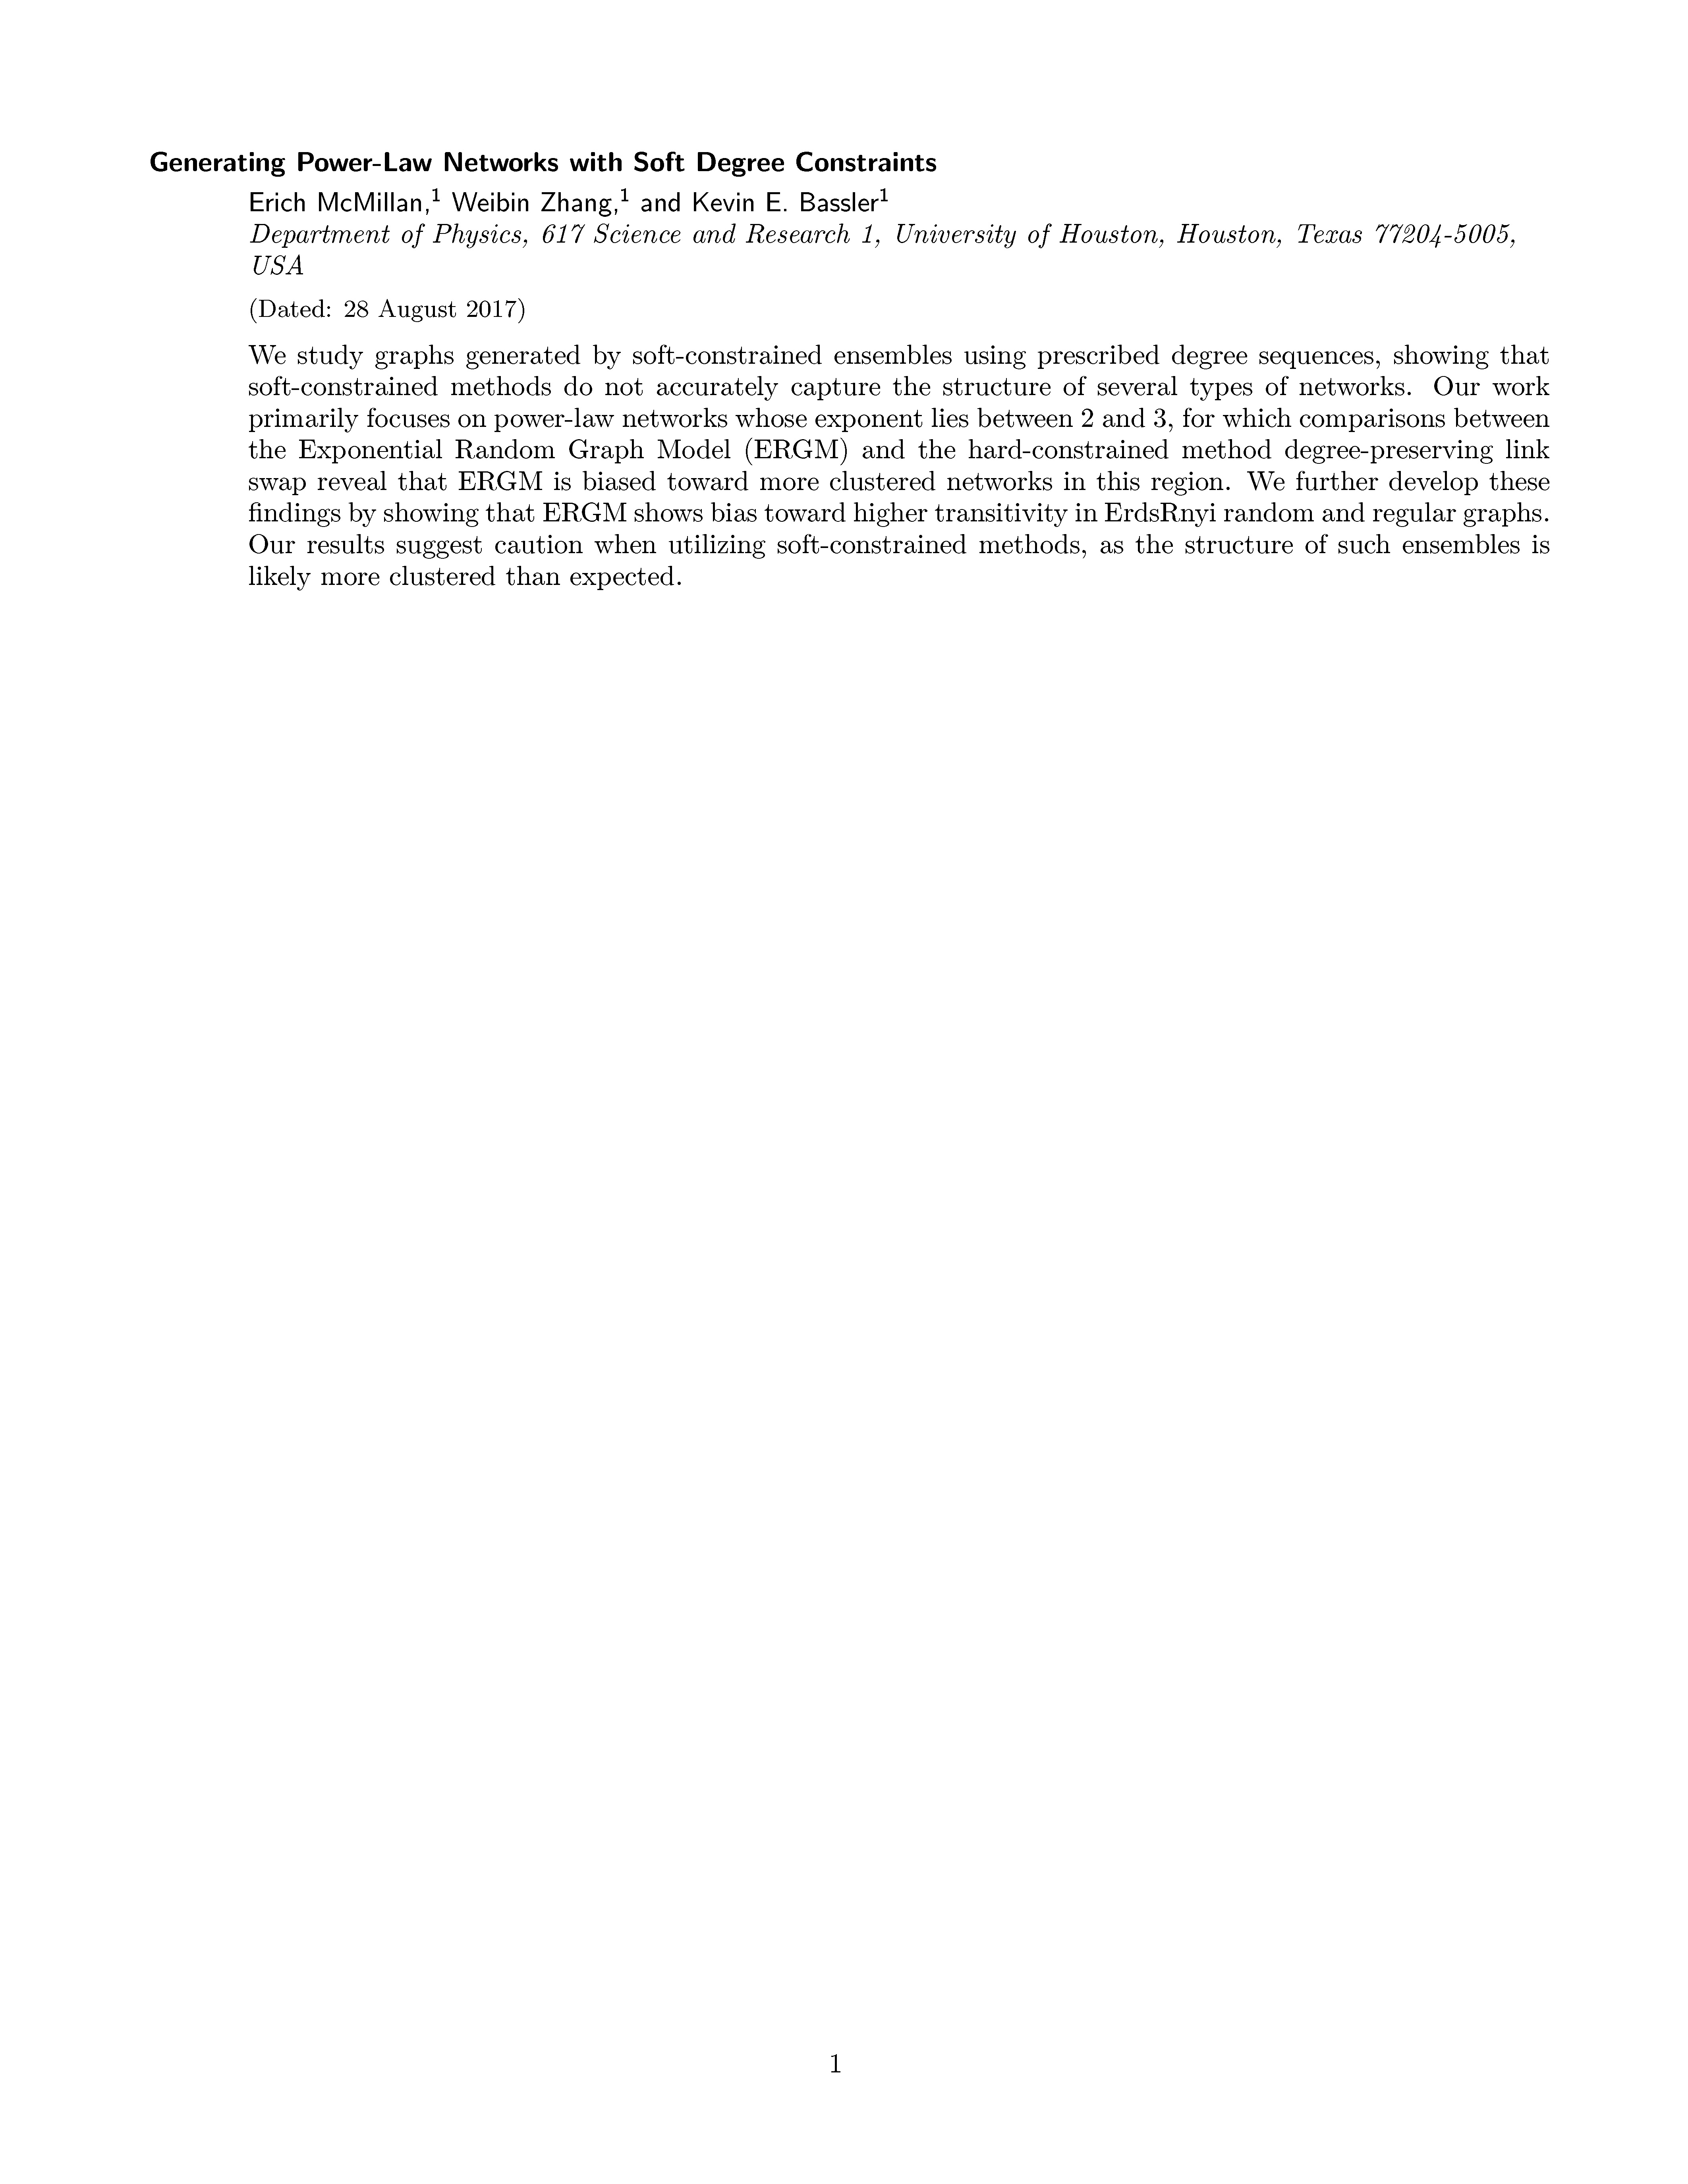 Generating Power-Law Networks with Soft Degree Constraints
Erich McMillan,1 Weibin Zhang,1 and Kevin E. Bassler1
Department of Physics, 617 Science and Research 1, University of Houston, Houston, Texas 77204-5005,
USA
(Dated: 28 August 2017)
We study graphs generated by soft-constrained ensembles using prescribed degree sequences, showing that
soft-constrained methods do not accurately capture the structure of several types of networks. Our work
primarily focuses on power-law networks whose exponent lies between 2 and 3, for which comparisons between
the Exponential Random Graph Model (ERGM) and the hard-constrained method degree-preserving link
swap reveal that ERGM is biased toward more clustered networks in this region. We further develop these
findings by showing that ERGM shows bias toward higher transitivity in ErdsRnyi random and regular graphs.
Our results suggest caution when utilizing soft-constrained methods, as the structure of such ensembles is
likely more clustered than expected.
1